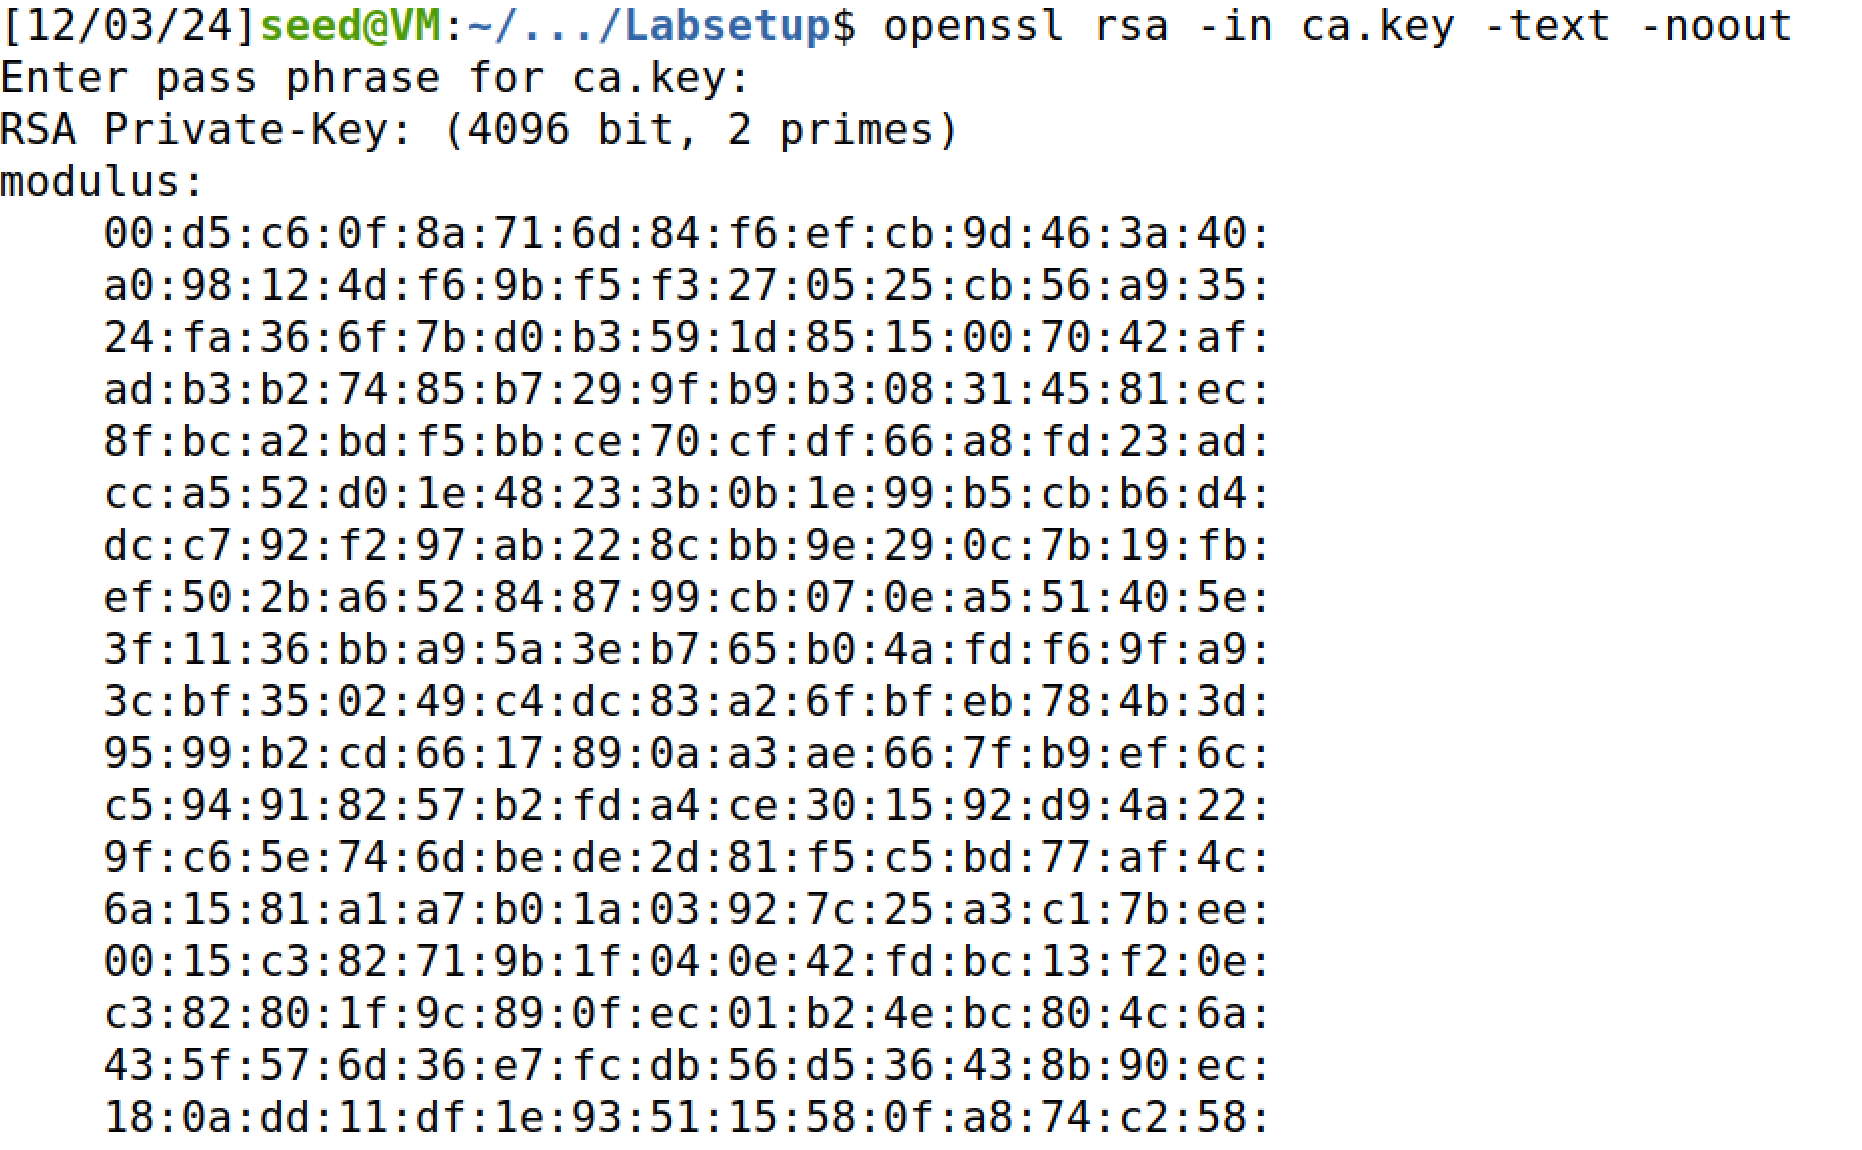 [12/03/24]seed@VM:~/.../Labsetup$ openssl rsa -in ca.key -text -noout
Enter pass phrase for ca.key:
RSA Private-Key: (4096 bit, 2 primes)
modulus:
00:d5:c6:0f:8a:71:6d:84:f6:ef:cb:9d:46:3a:40:
a0:98:12:4d:f6:9b:f5:f3:27:05:25:cb:56:a9:35:
24:fa:36:6f:7b:d0:b3:59:1d:85:15:00:70:42:af:
ad:b3:b2:74:85:b7:29:9f:b9:b3:08:31:45:81:ec:
8f:bc:a2:bd:f5:bb:ce:70:cf:df:66:a8:fd:23:ad:
cc:a5:52:d0:1e:48:23:3b:0b:1e:99:b5:cb:b6:d4:
dc:c7:92:f2:97:ab:22:8c:bb:9e:29:0c:7b:19:fb:
ef:50:2b:a6:52:84:87:99:cb:07:0e:a5:51:40:5e:
3f:11:36:bb:a9:5a:3e:b7:65:b0:4a:fd:f6:9f:a9:
3c:bf:35:02:49:c4:dc:83:a2:6f:bf:eb:78:4b:3d:
95:99:b2:cd:66:17:89:0a:a3:ae:66:7f:b9:ef:6c:
c5:94:91:82:57:b2:fd:a4:ce:30:15:92:d9:4a:22:
9f:c6:5e:74:6d:be:de:2d:81:f5:c5:bd:77:af:4c:
6a:15:81:a1:a7:b0:1a:03:92:7c:25:a3:c1:7b:ee:
00:15:c3:82:71:9b:1f:04:0e:42:fd:bc:13:f2:0e:
c3:82:80:1f:9c:89:0f:ec:01:b2:4e:bc:80:4c:6a:
43:5f:57:6d:36:e7:fc:db:56:d5:36:43:8b:90:ec:
18:0a:dd:11:df:1e:93:51:15:58:0f:a8:74:c2:58: